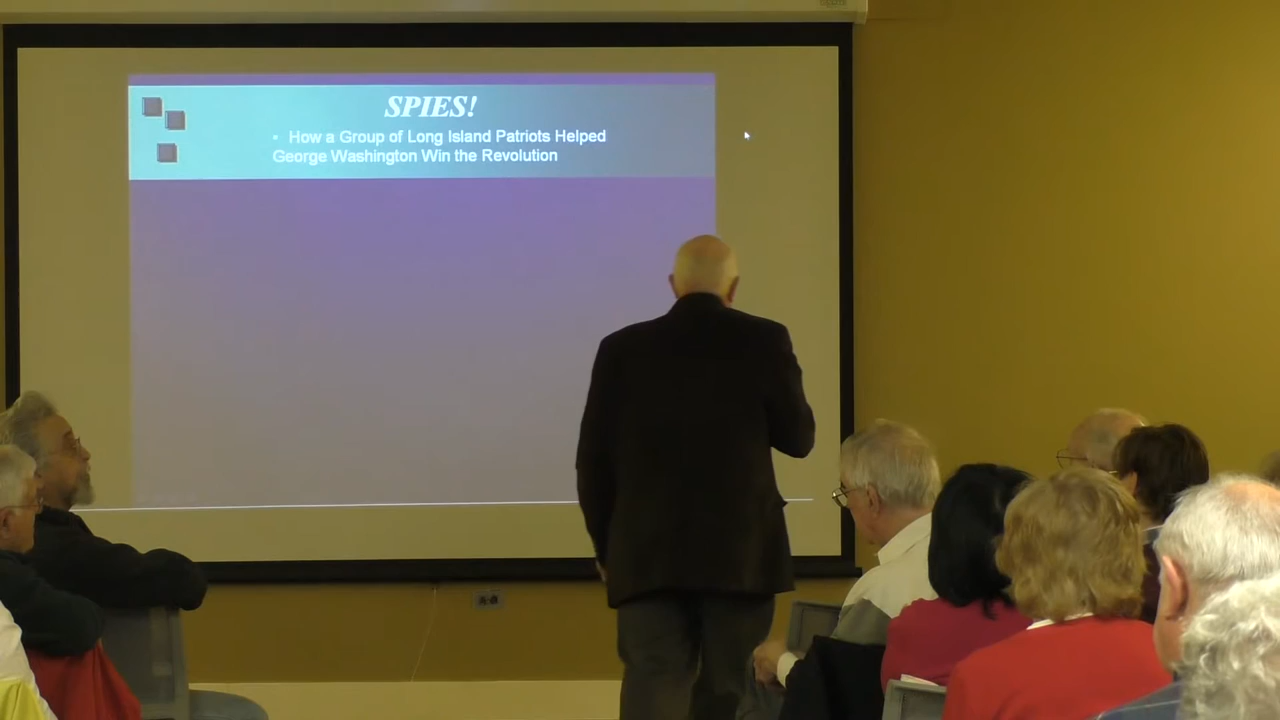 SPIES!
• How a Group of Long Island Patriots Helped
George Washington Win the Revolution